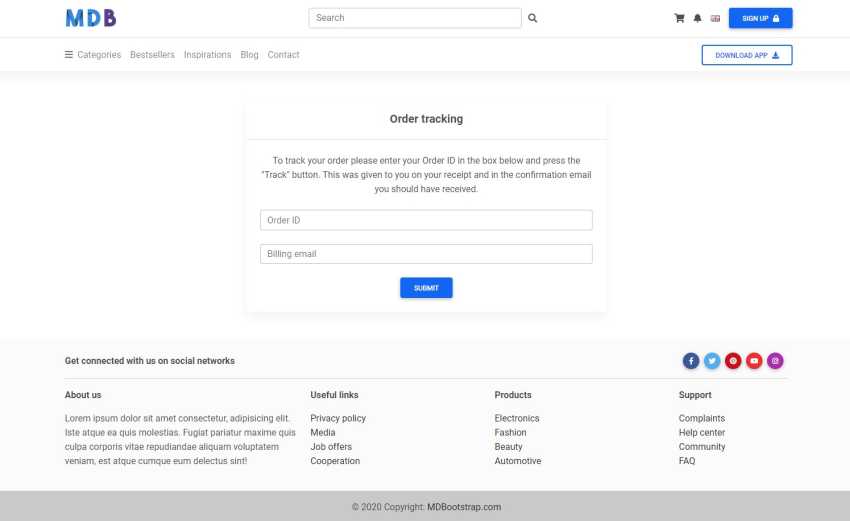 MDB
Search
SIGN UP
Categories Bestsellers Inspirations Blog Contact
DOWNLOAD APP
Order tracking
To track your order please enter your Order ID in the box below and press the
"Track" button. This was given to you on your receipt and in the confirmation email
you should have received.
Order ID
Billing email
SUBMIT
Get connected with us on social networks
About us
Lorem ipsum dolor sit amet consectetur, adipisicing elit.
Iste atque ea quis molestias. Fugiat pariatur maxime quis
culpa corporis vitae repudiandae aliquam voluptatem
veniam, est atque cumque eum delectus sint!
Useful links
Privacy policy
Media
Job offers
Cooperation
Products
Electronics
Fashion
Beauty
Automotive
Support
Complaints
Help center
Community
FAQ
© 2020 Copyright: MDBootstrap.com